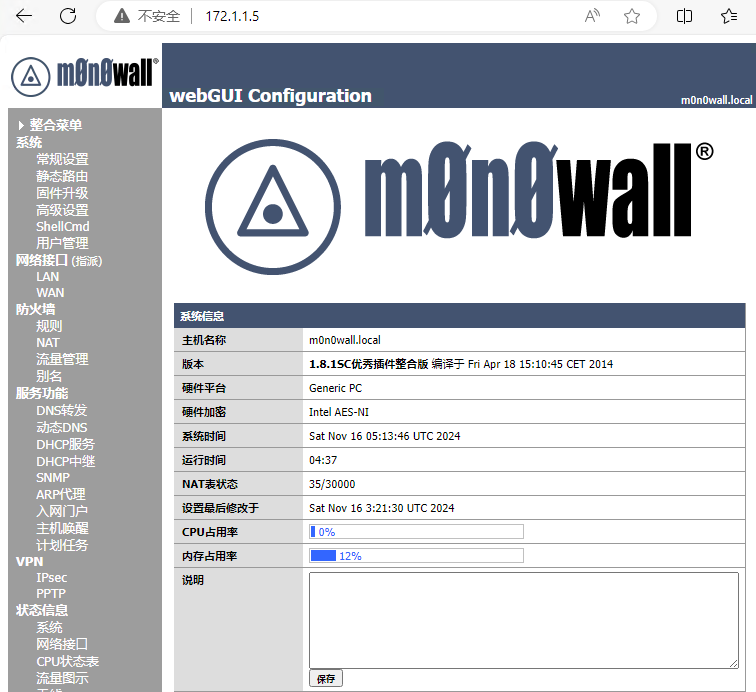 不安全 172.1.1.5
m0n0wall®
webGUI Configuration
m0n0wall.local
整合菜单
系统
常规设置
静态路由
固件升级
高级设置
ShellCmd
用户管理
网络接口 (指派)
LAN
WAN
防火墙
规则
NAT
流量管理
别名
服务功能
DNS转发
动态DNS
DHCP服务
DHCP中继
SNMP
ARP代理
入网门户
主机唤醒
计划任务
VPN
IPsec
PPTP
状态信息
系统
网络接口
CPU状态表
流量图示
m0n0wall®
系统信息
主机名称 m0n0wall.local
版本 1.8.1SC优秀插件整合版 编译于 Fri Apr 18 15:10:45 CET 2014
硬件平台 Generic PC
硬件加密 Intel AES-NI
系统时间 Sat Nov 16 05:13:46 UTC 2024
运行时间 04:37
NAT表状态 35/30000
设置最后修改于 Sat Nov 16 3:21:30 UTC 2024
CPU占用率 0%
内存占用率 12%
说明
保存